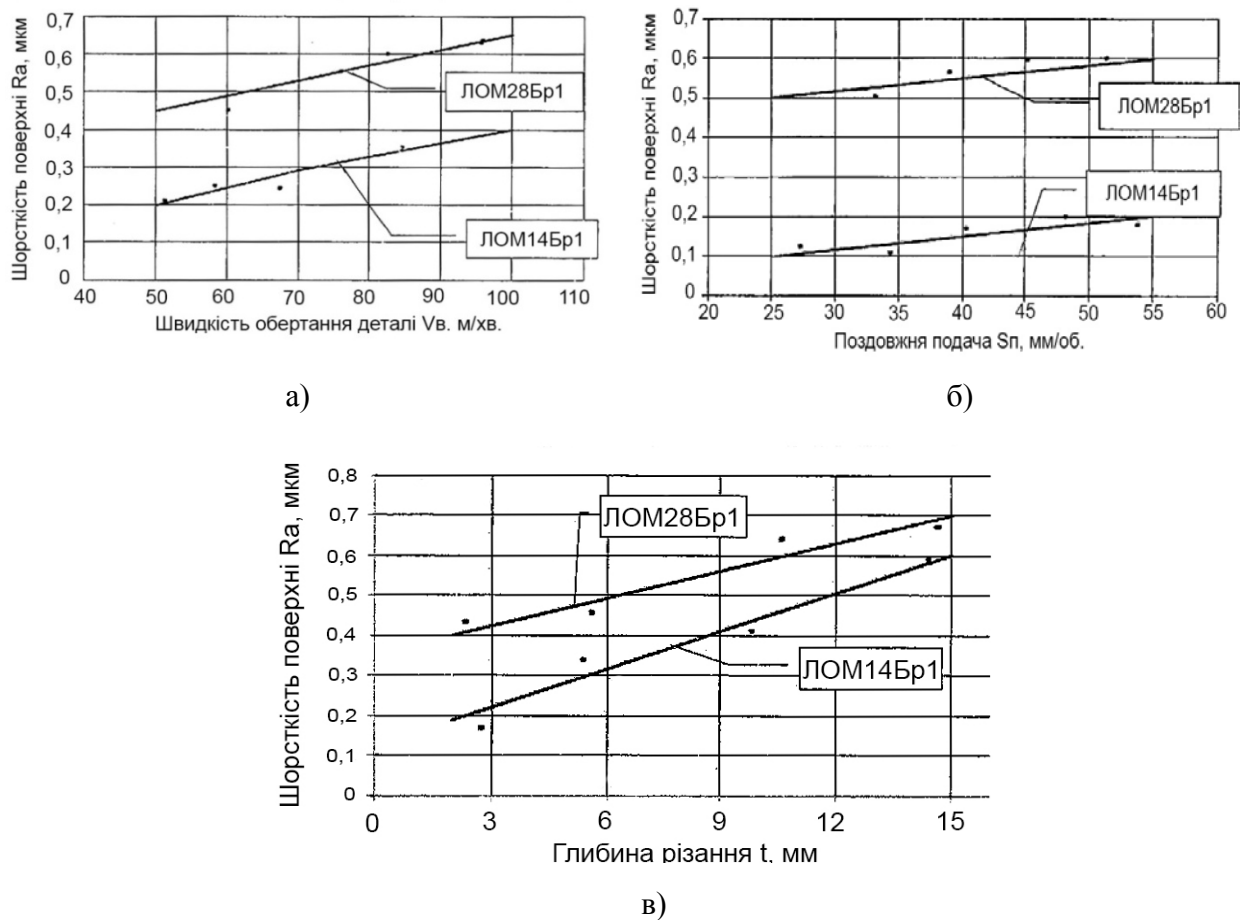 Шорсткість поверхні Ra, мкм
0,7
0,6
0,5
0,4
0,3
0,2
0,1
0
ЛОМ28Бр1
ЛОМ14Бр1
40 50 60 70 80 90 100 110
Швидкість обертання деталі Vв. м/хв.
а)
Шорсткість поверхні Ra, мкм
0,7
0,6
0,5
0,4
0,3
0,2
0,1
0
ЛОМ28Бр1
ЛОМ14Бр1
20 25 30 35 40 45 50 55 60
Поздовжня подача Sп, мм/об.
б)
Шорсткість поверхні Ra, мкм
0,8
0,7
0,6
0,5
0,4
0,3
0,2
0,1
0
ЛОМ28Бр1
ЛОМ14Бр1
0 3 6 9 12 15
Глибина різання t, мм
в)